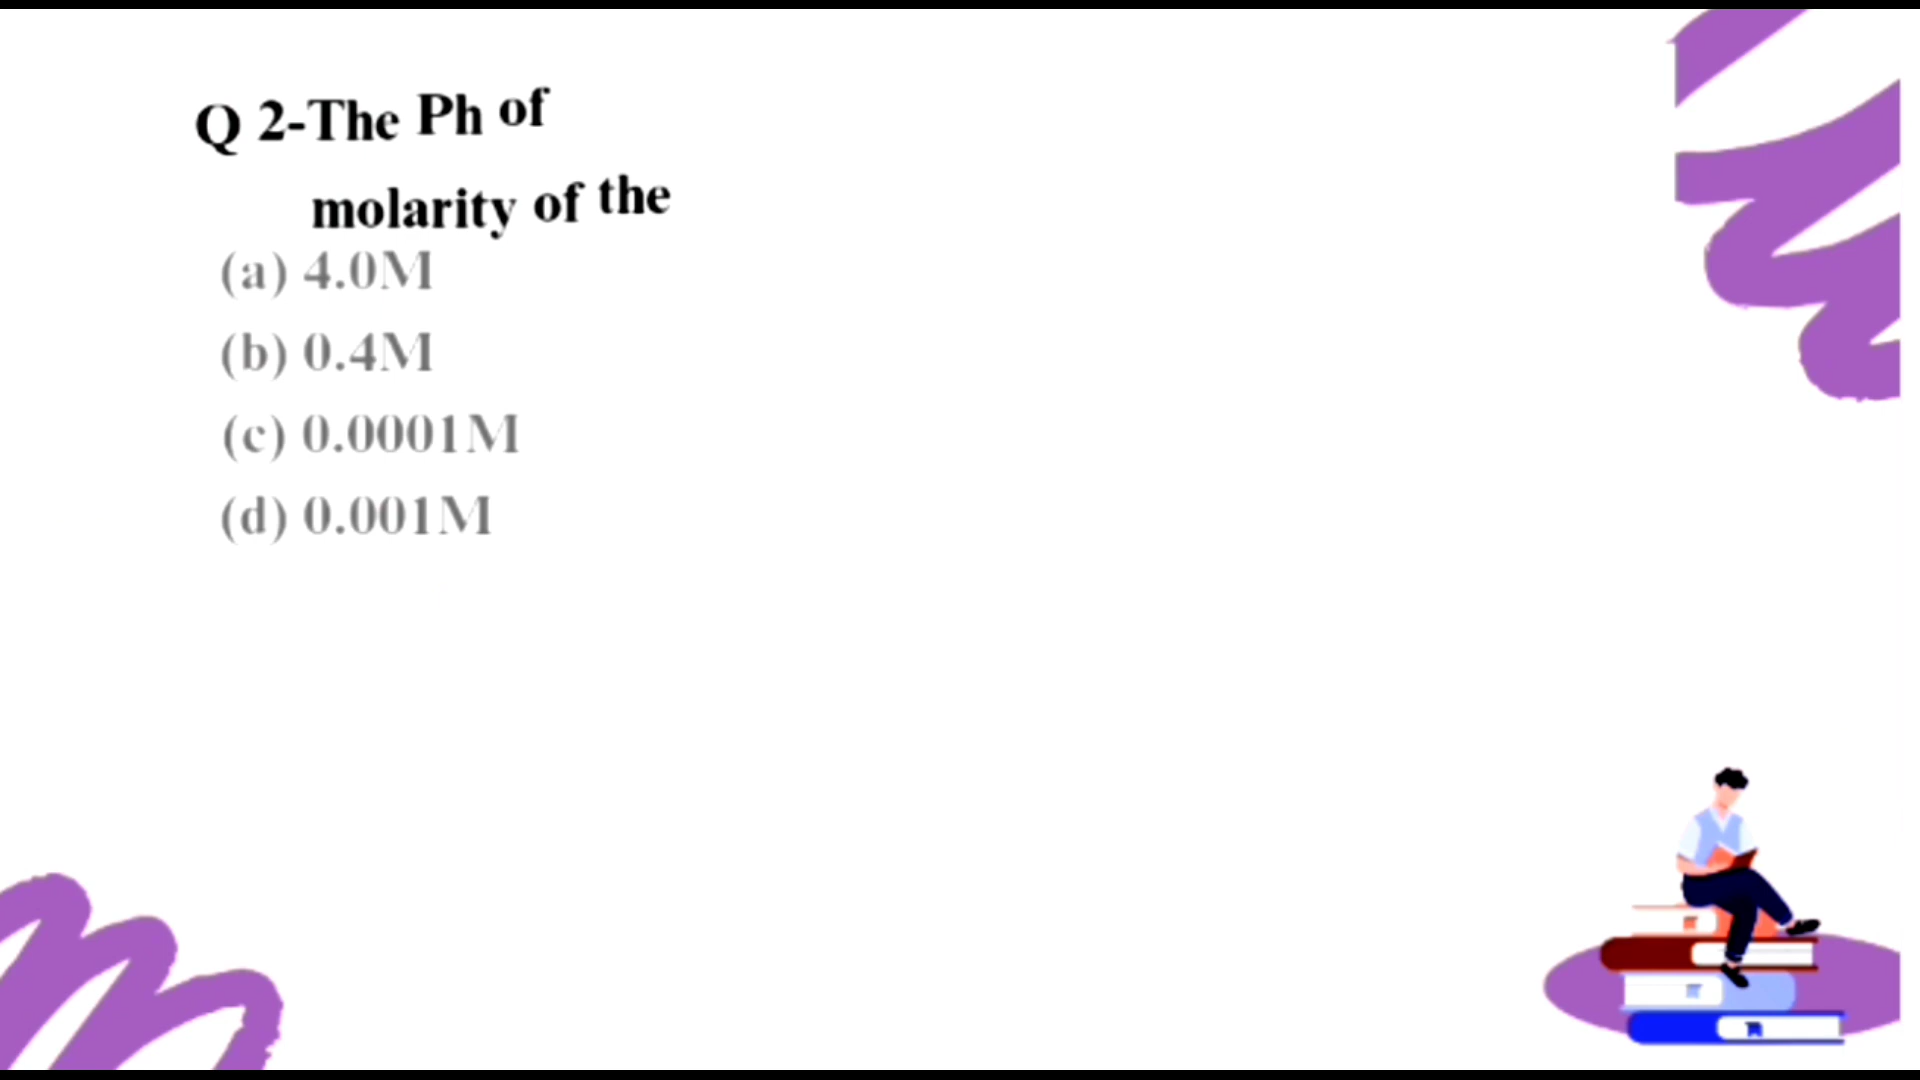 Q 2-The Ph of
molarity of the
(a) 4.0M
(b) 0.4M
(c) 0.0001M
(d) 0.001M